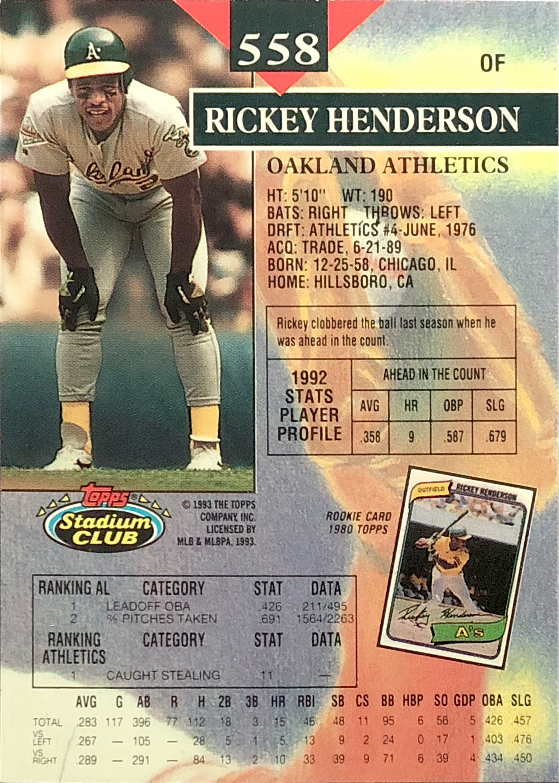 558
OF
RICKEY HENDERSON
OAKLAND ATHLETICS
HT: 5'10" WT: 190
BATS: RIGHT THROWS: LEFT
DRFT: ATHLETICS #4-JUNE, 1976
ACQ: TRADE, 6-21-89
BORN: 12-25-58, CHICAGO, IL
HOME: HILLSBORO, CA
Rickey clobbered the ball last season when he
was ahead in the count.
1992
STATS
PLAYER
PROFILE
AHEAD IN THE COUNT
AVG HR OBP SLG
.358 9 .587 .679
TOPPS
Stadium
CLUB
© 1993 THE TOPPS
COMPANY, INC.
LICENSED BY
MLB & MLBPA, 1993.
ROOKIE CARD
1980 TOPPS
OUTFIELD RICKEY HENDERSON
Rickey Henderson
A's
RANKING AL CATEGORY STAT DATA
1 LEADOFF OBA .426 211/495
2 % PITCHES TAKEN .691 1564/2263
RANKING
ATHLETICS CATEGORY STAT DATA
1 CAUGHT STEALING 11 —
AVG G AB R H 2B 3B HR RBI SB CS BB HBP SO GDP OBA SLG
TOTAL .283 117 396 77 112 18 3 15 46 48 11 95 6 56 5 .426 .457
VS LEFT .267 — 105 — 28 5 1 5 13 9 2 24 0 17 1 .403 .476
VS RIGHT .289 — 291 — 84 13 2 10 33 39 9 71 6 39 4 .434 .450